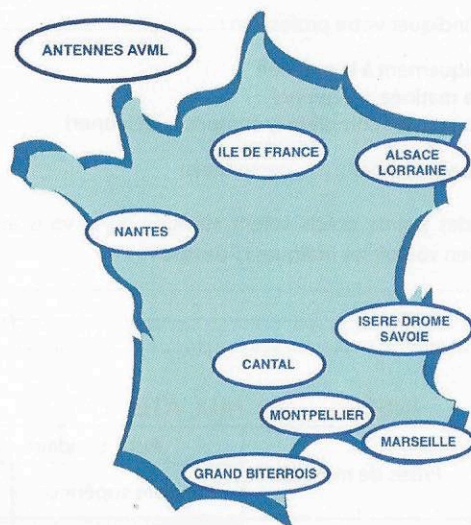 ANTENNES AVML
ILE DE FRANCE
ALSACE
LORRAINE
NANTES
ISERE DROME
SAVOIE
CANTAL
MONTPELLIER
MARSEILLE
GRAND BITERROIS